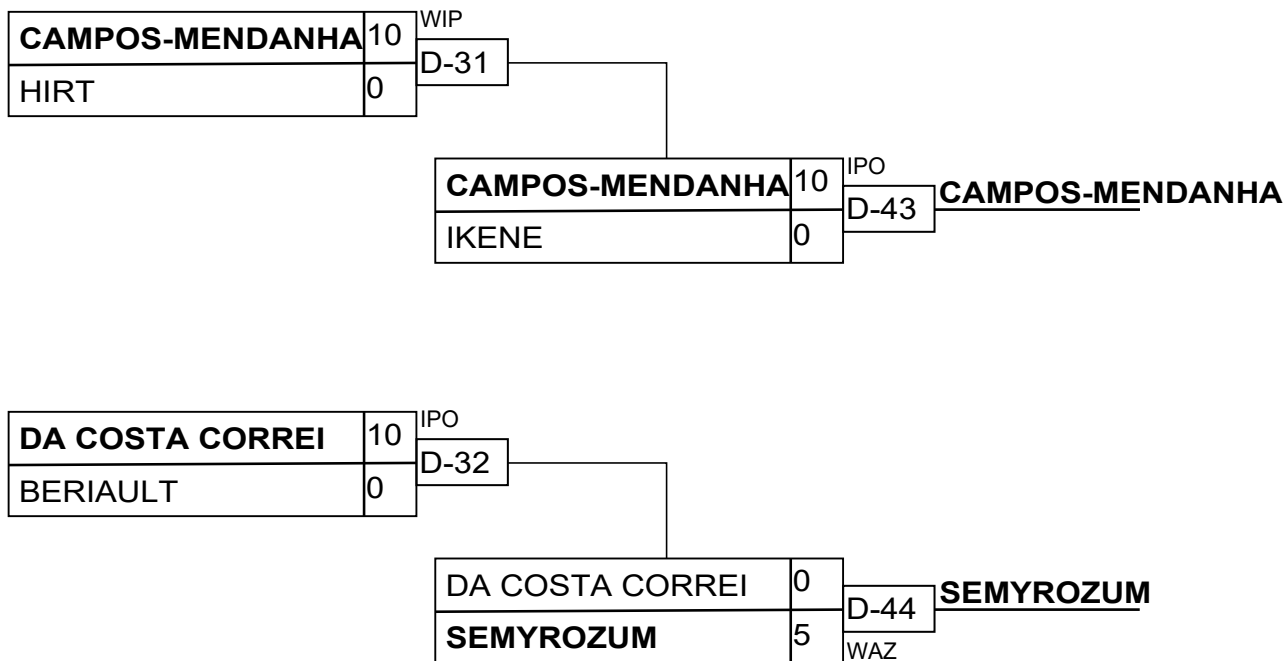 CAMPOS-MENDANHA 10 WIP
D-31
HIRT 0
CAMPOS-MENDANHA 10 IPO
D-43 CAMPOS-MENDANHA
IKENE 0
DA COSTA CORREI 10 IPO
D-32
BERIAULT 0
DA COSTA CORREI 0
D-44 SEMYROZUM
SEMYROZUM 5 WAZ